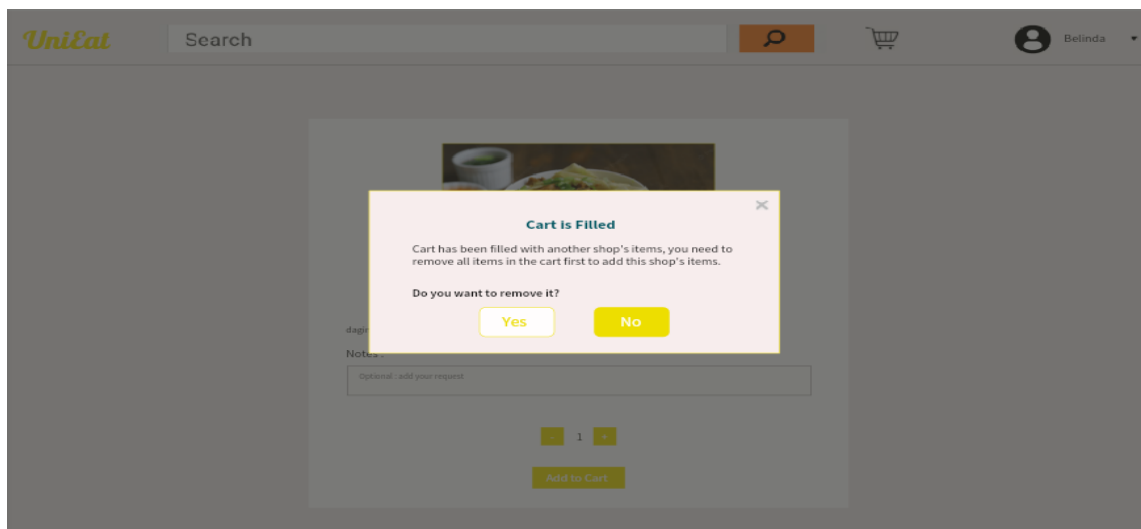 UniEat
Search
Belinda
Cart is Filled
Cart has been filled with another shop's items, you need to
remove all items in the cart first to add this shop's items.
Do you want to remove it?
Yes
No
Notes :
Optional : add your request
1
+
Add to Cart